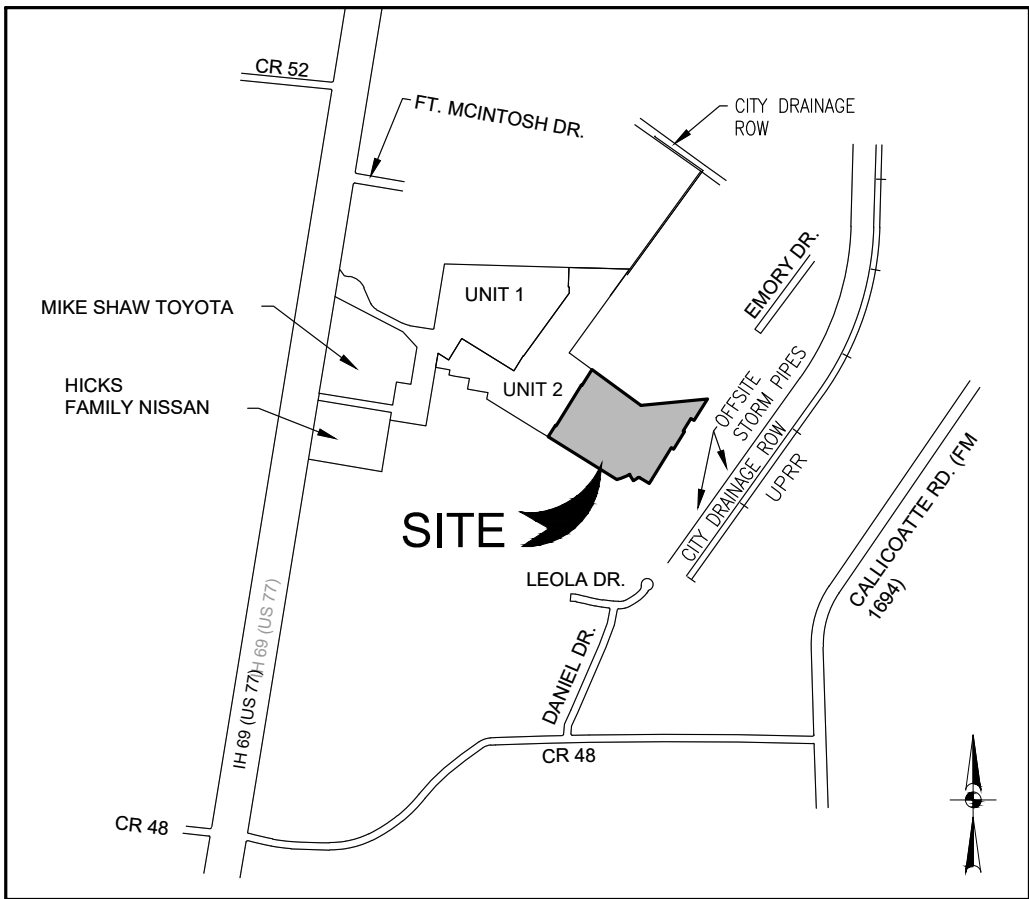 CR 52
FT. MCINTOSH DR.
CITY DRAINAGE
ROW
EMORY DR.
UNIT 1
MIKE SHAW TOYOTA
HICKS
FAMILY NISSAN
UNIT 2
OFFSITE
STORM PIPES
CITY DRAINAGE ROW
UPRR
CALLICOATTE RD. (FM
1694)
SITE
LEOLA DR.
DANIEL DR.
IH 69 (US 77)
IH 69 (US 77)
CR 48
CR 48